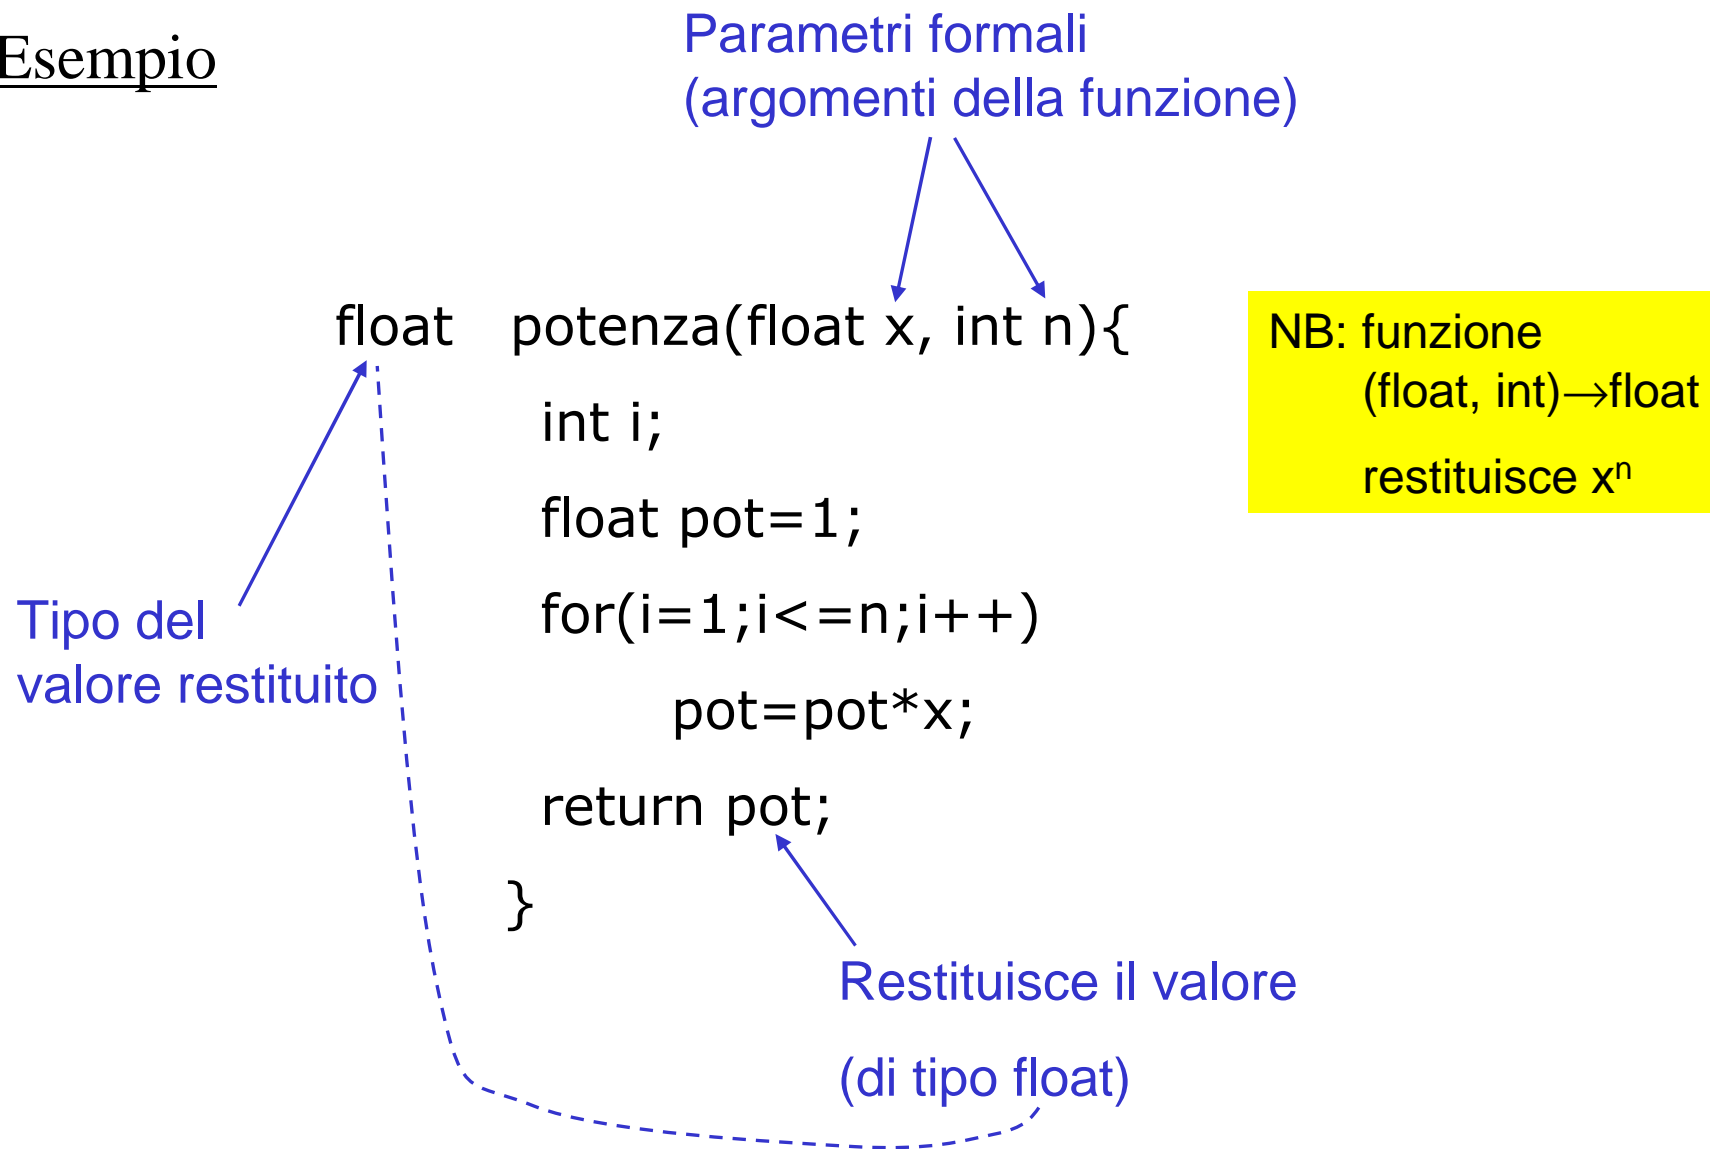 Esempio
Parametri formali
(argomenti della funzione)
float potenza(float x, int n){
int i;
float pot=1;
for(i=1;i<=n;i++)
pot=pot*x;
return pot;
}
NB: funzione
(float, int)→float
restituisce xⁿ
Tipo del
valore restituito
Restituisce il valore
(di tipo float)